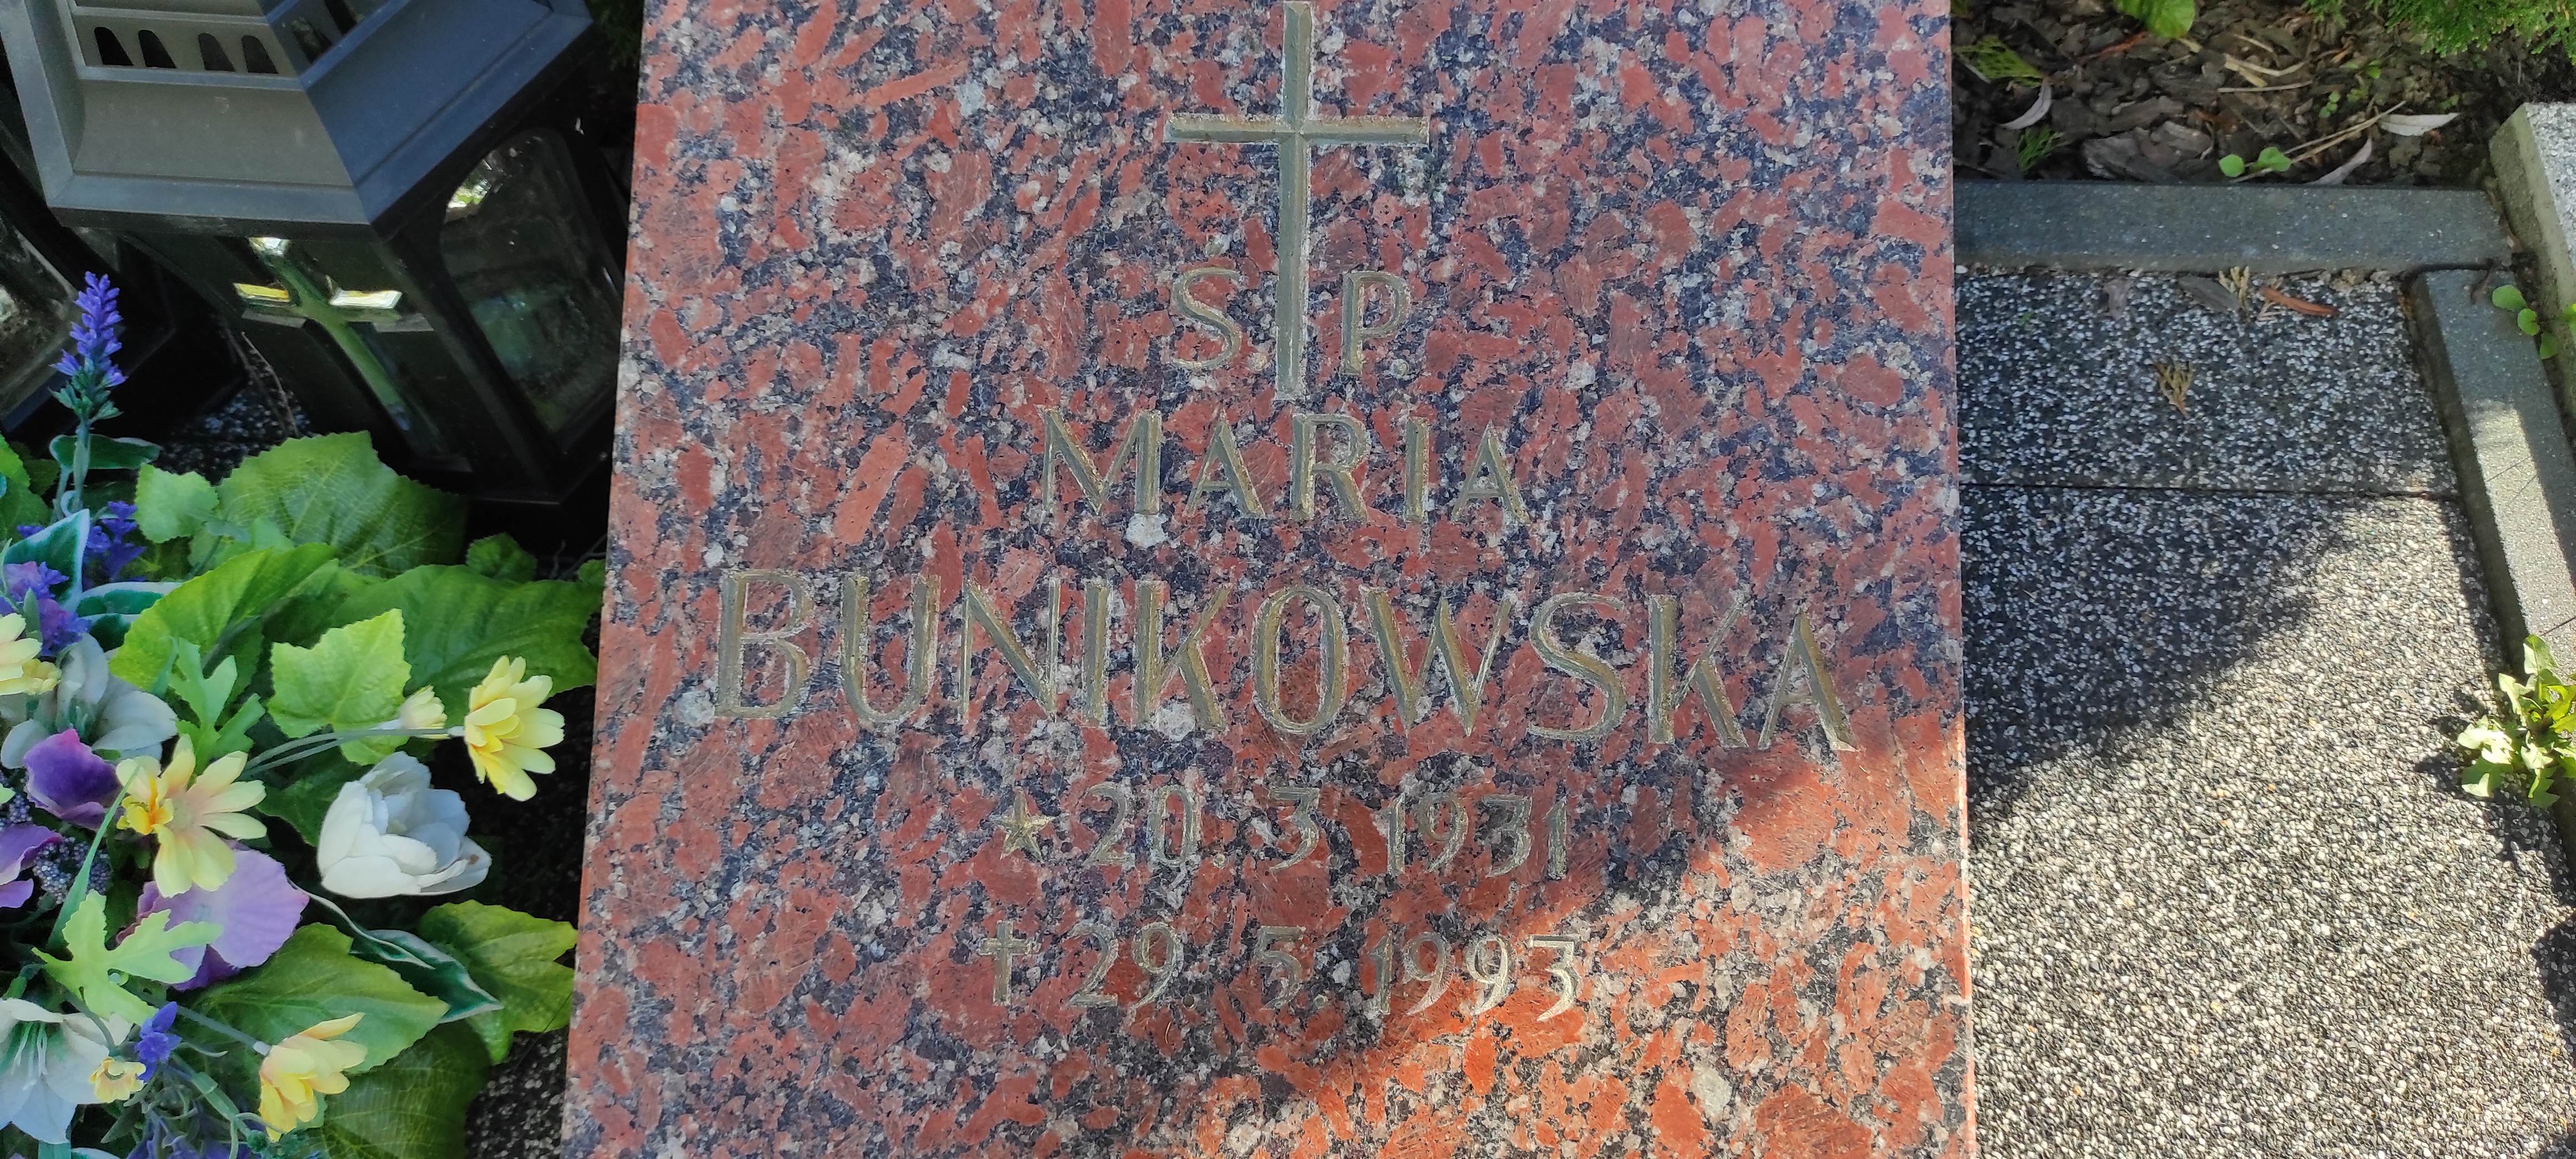 Ś P.
MARIA
BUNIKOWSKA
20. 3. 1931
29. 5. 1993